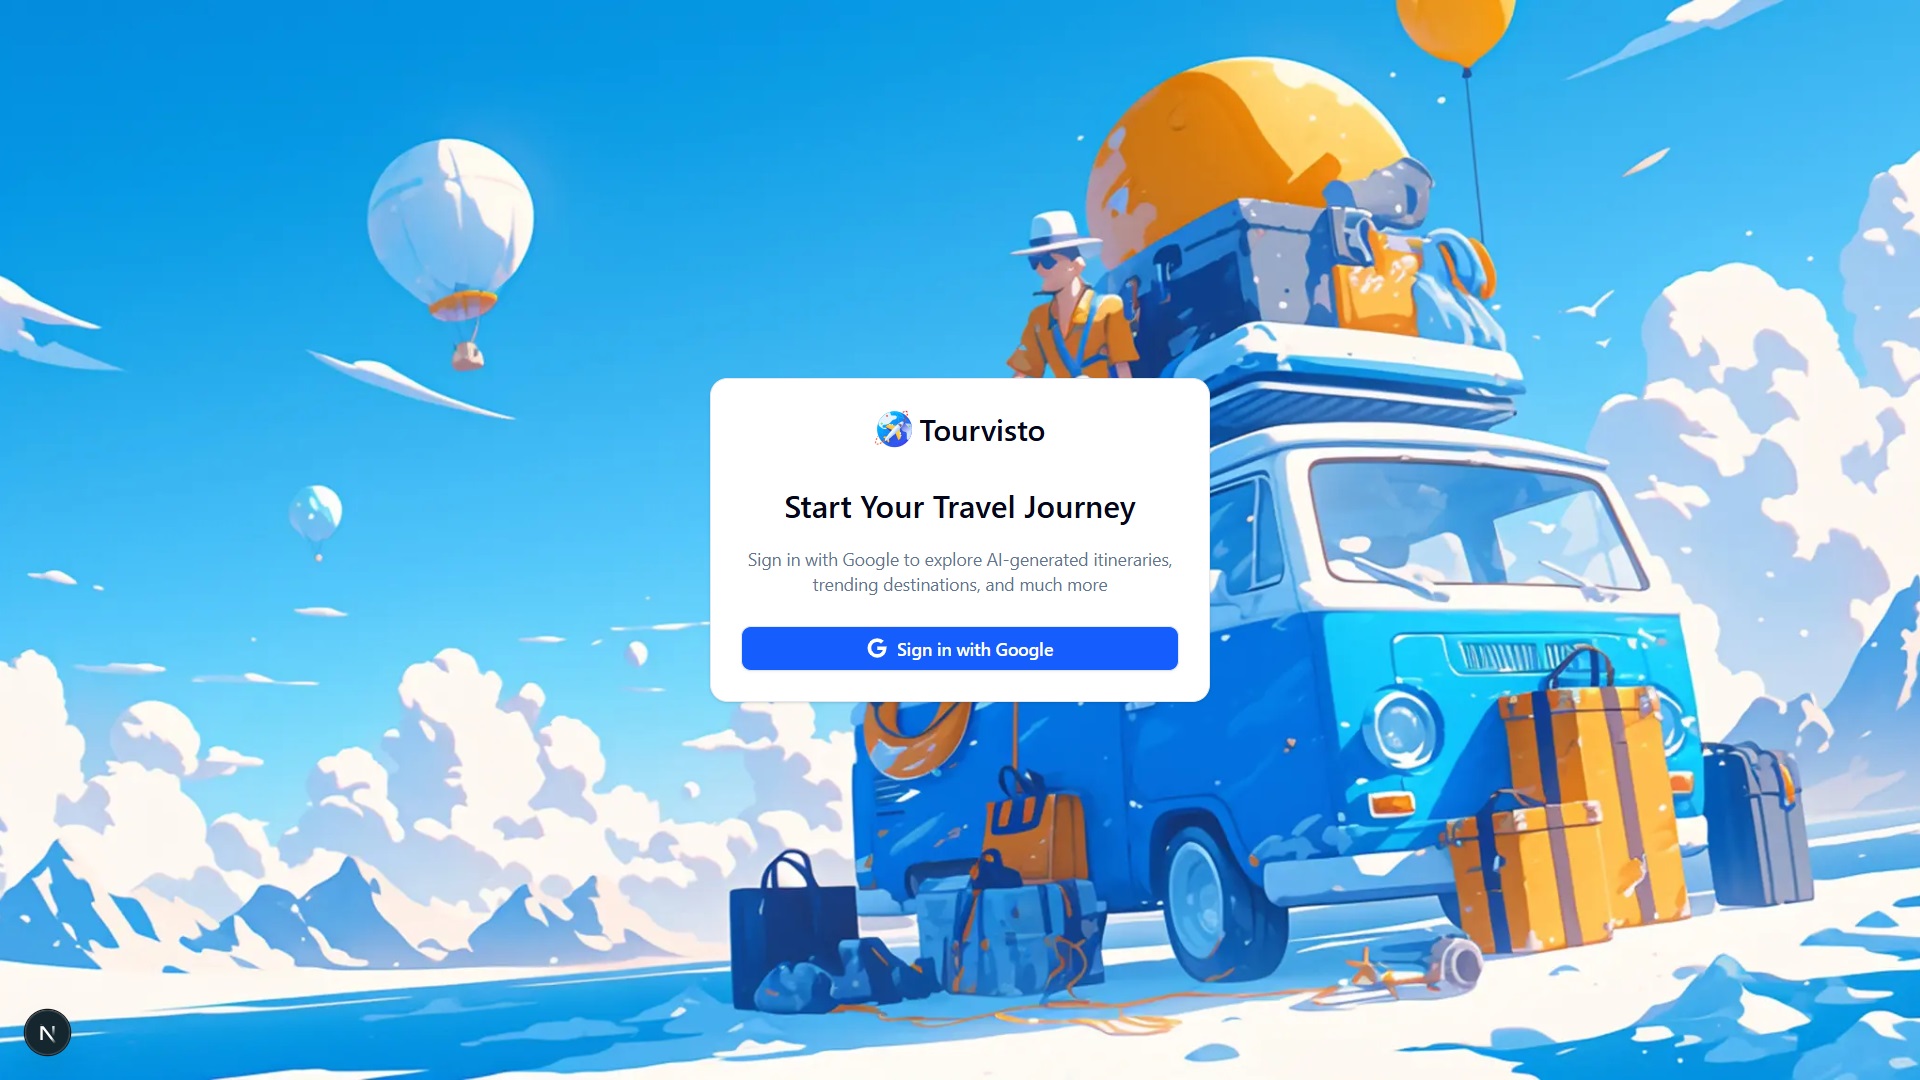 Tourvisto
Start Your Travel Journey
Sign in with Google to explore AI-generated itineraries,
trending destinations, and much more
G Sign in with Google
N